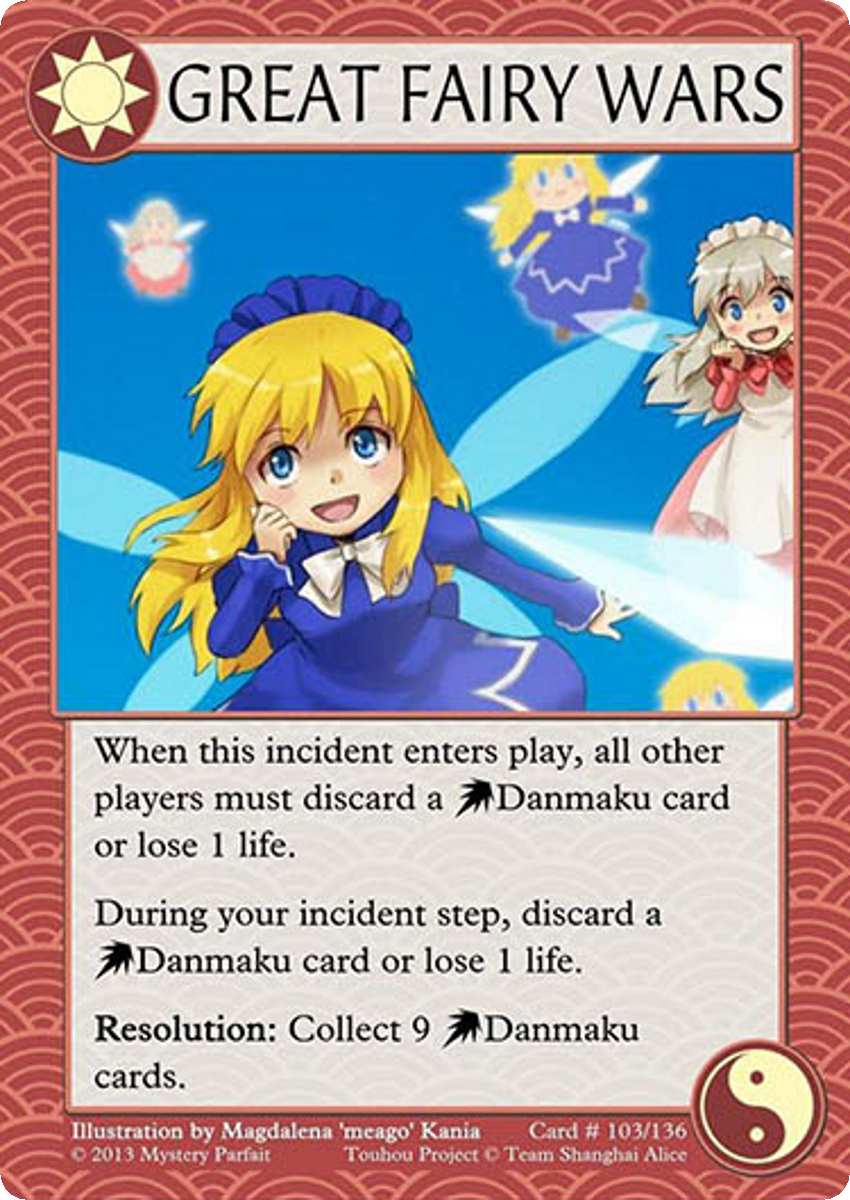 GREAT FAIRY WARS
When this incident enters play, all other
players must discard a Danmaku card
or lose 1 life.
During your incident step, discard a
Danmaku card or lose 1 life.
Resolution: Collect 9 Danmaku
cards.
Illustration by Magdalena 'meago' Kania Card # 103/136
© 2013 Mystery Parfait Touhou Project © Team Shanghai Alice